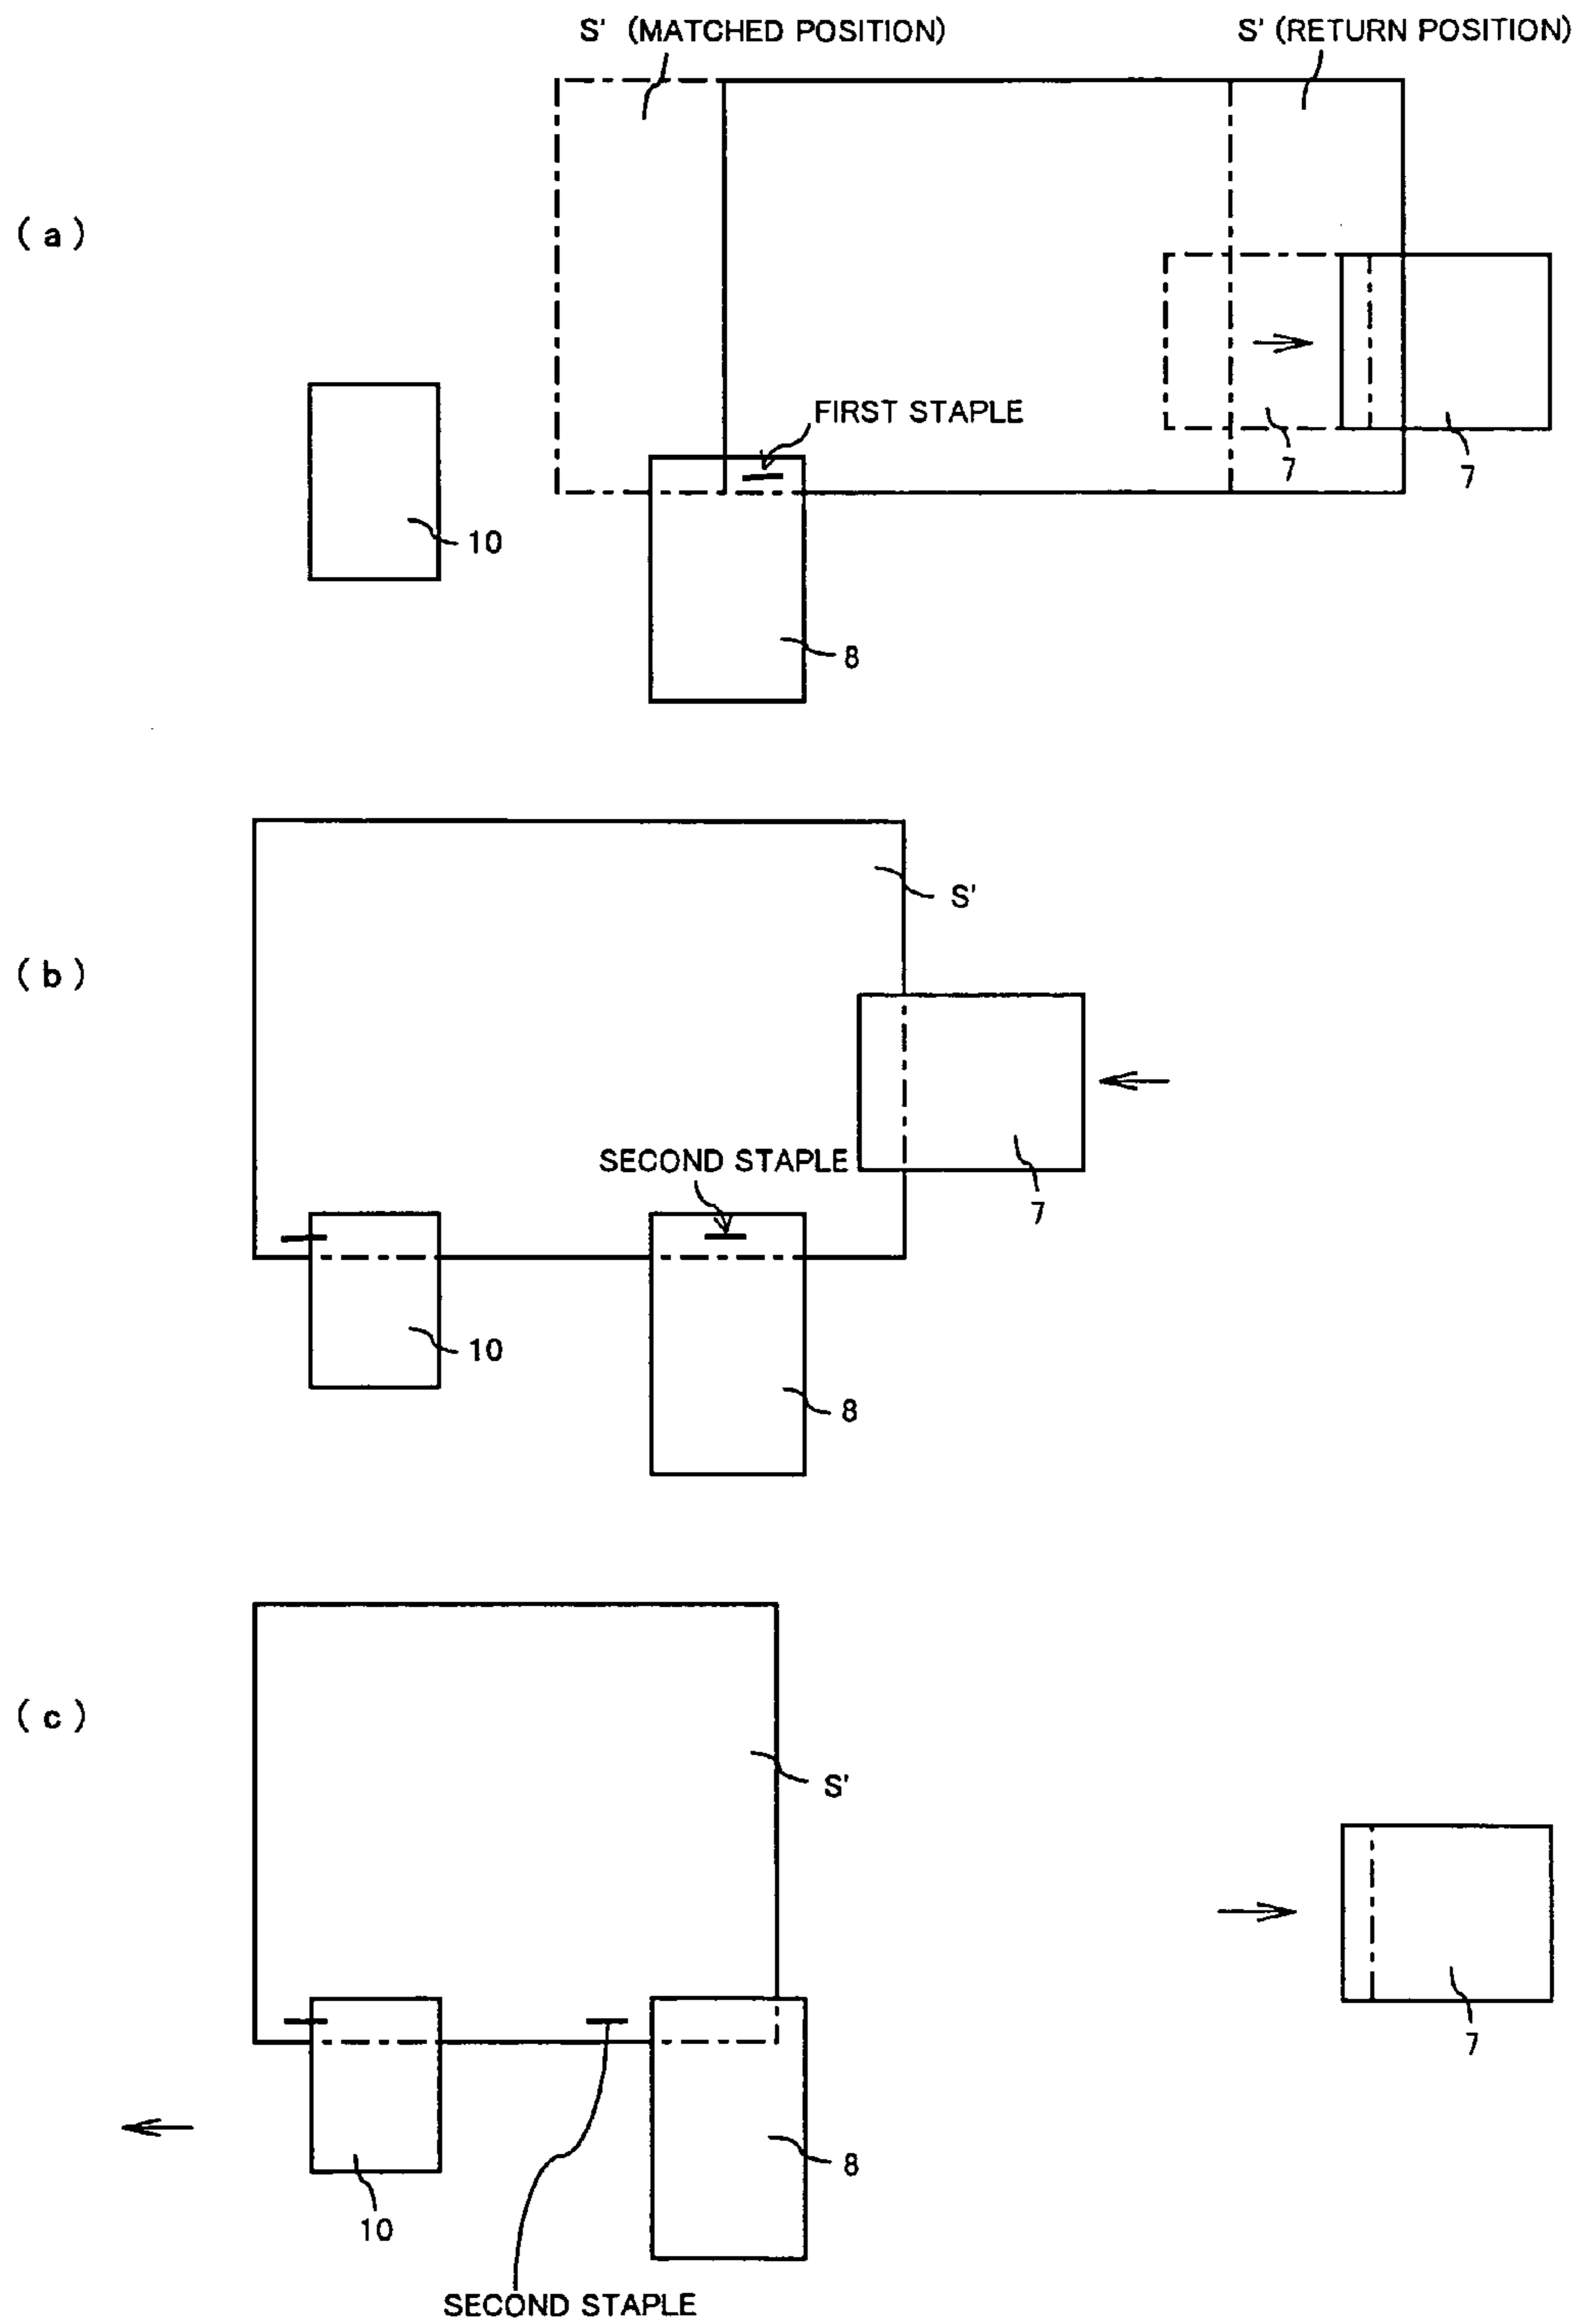 S' (MATCHED POSITION)
S' (RETURN POSITION)
(a)
FIRST STAPLE
7
7
10
8
(b)
S'
SECOND STAPLE
7
10
8
(c)
S'
7
8
10
SECOND STAPLE